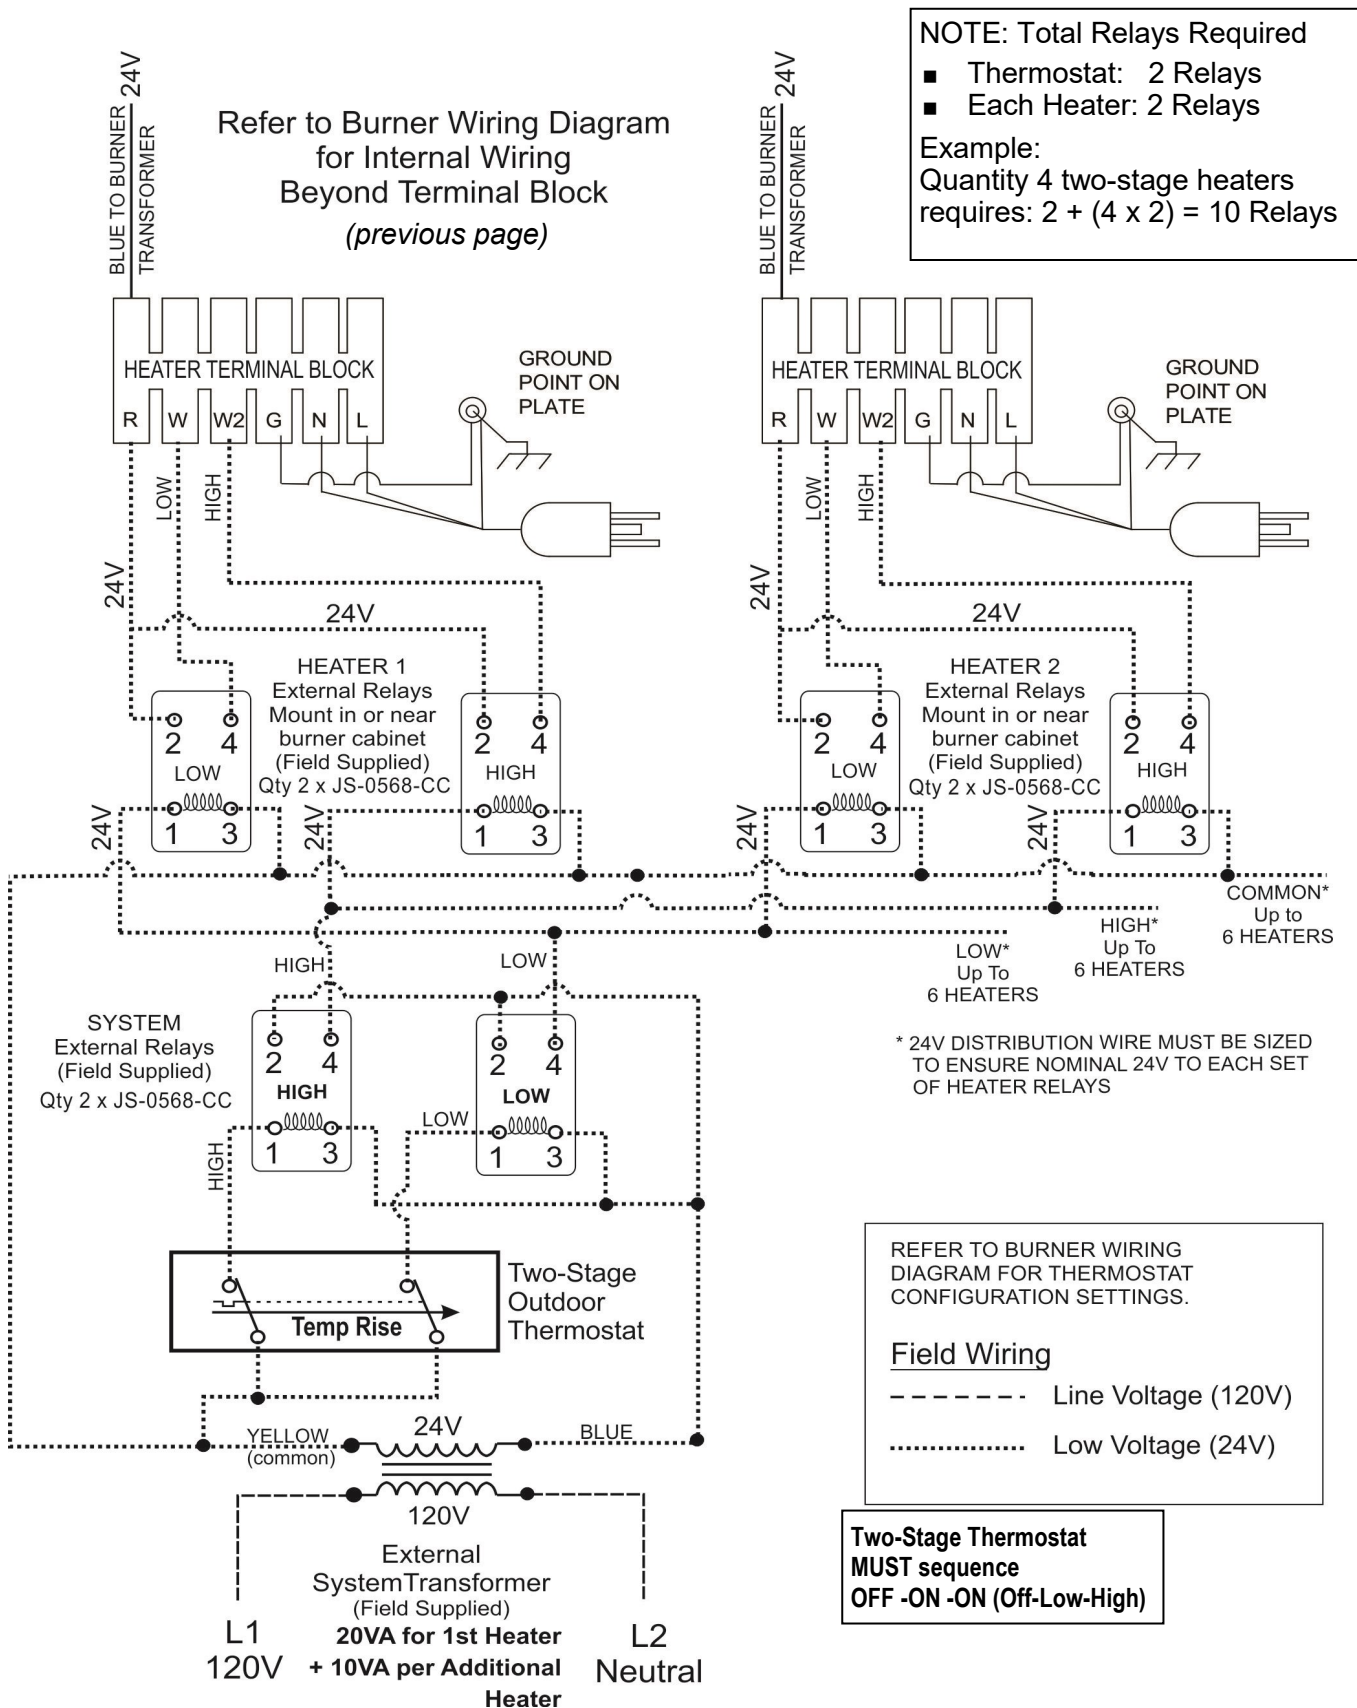 NOTE: Total Relays Required
■ Thermostat: 2 Relays
■ Each Heater: 2 Relays
Example:
Quantity 4 two-stage heaters
requires: 2 + (4 x 2) = 10 Relays
24V
BLUE TO BURNER
TRANSFORMER
Refer to Burner Wiring Diagram
for Internal Wiring
Beyond Terminal Block
(previous page)
24V
BLUE TO BURNER
TRANSFORMER
HEATER TERMINAL BLOCK
R W W2 G N L
GROUND
POINT ON
PLATE
HEATER TERMINAL BLOCK
R W W2 G N L
GROUND
POINT ON
PLATE
LOW
HIGH
24V
24V
LOW
HIGH
24V
24V
HEATER 1
External Relays
Mount in or near
burner cabinet
(Field Supplied)
Qty 2 x JS-0568-CC
2 4
LOW
1 3
2 4
HIGH
1 3
24V
24V
HEATER 2
External Relays
Mount in or near
burner cabinet
(Field Supplied)
Qty 2 x JS-0568-CC
2 4
LOW
1 3
2 4
HIGH
1 3
24V
24V
COMMON*
Up to
6 HEATERS
HIGH*
Up To
6 HEATERS
LOW*
Up To
6 HEATERS
HIGH
LOW
SYSTEM
External Relays
(Field Supplied)
Qty 2 x JS-0568-CC
2 4
HIGH
1 3
2 4
LOW
1 3
LOW
HIGH
* 24V DISTRIBUTION WIRE MUST BE SIZED
TO ENSURE NOMINAL 24V TO EACH SET
OF HEATER RELAYS
Temp Rise
Two-Stage
Outdoor
Thermostat
REFER TO BURNER WIRING
DIAGRAM FOR THERMOSTAT
CONFIGURATION SETTINGS.
Field Wiring
Line Voltage (120V)
Low Voltage (24V)
YELLOW
(common)
24V
BLUE
120V
External
SystemTransformer
(Field Supplied)
20VA for 1st Heater
+ 10VA per Additional
Heater
L1
120V
L2
Neutral
Two-Stage Thermostat
MUST sequence
OFF -ON -ON (Off-Low-High)